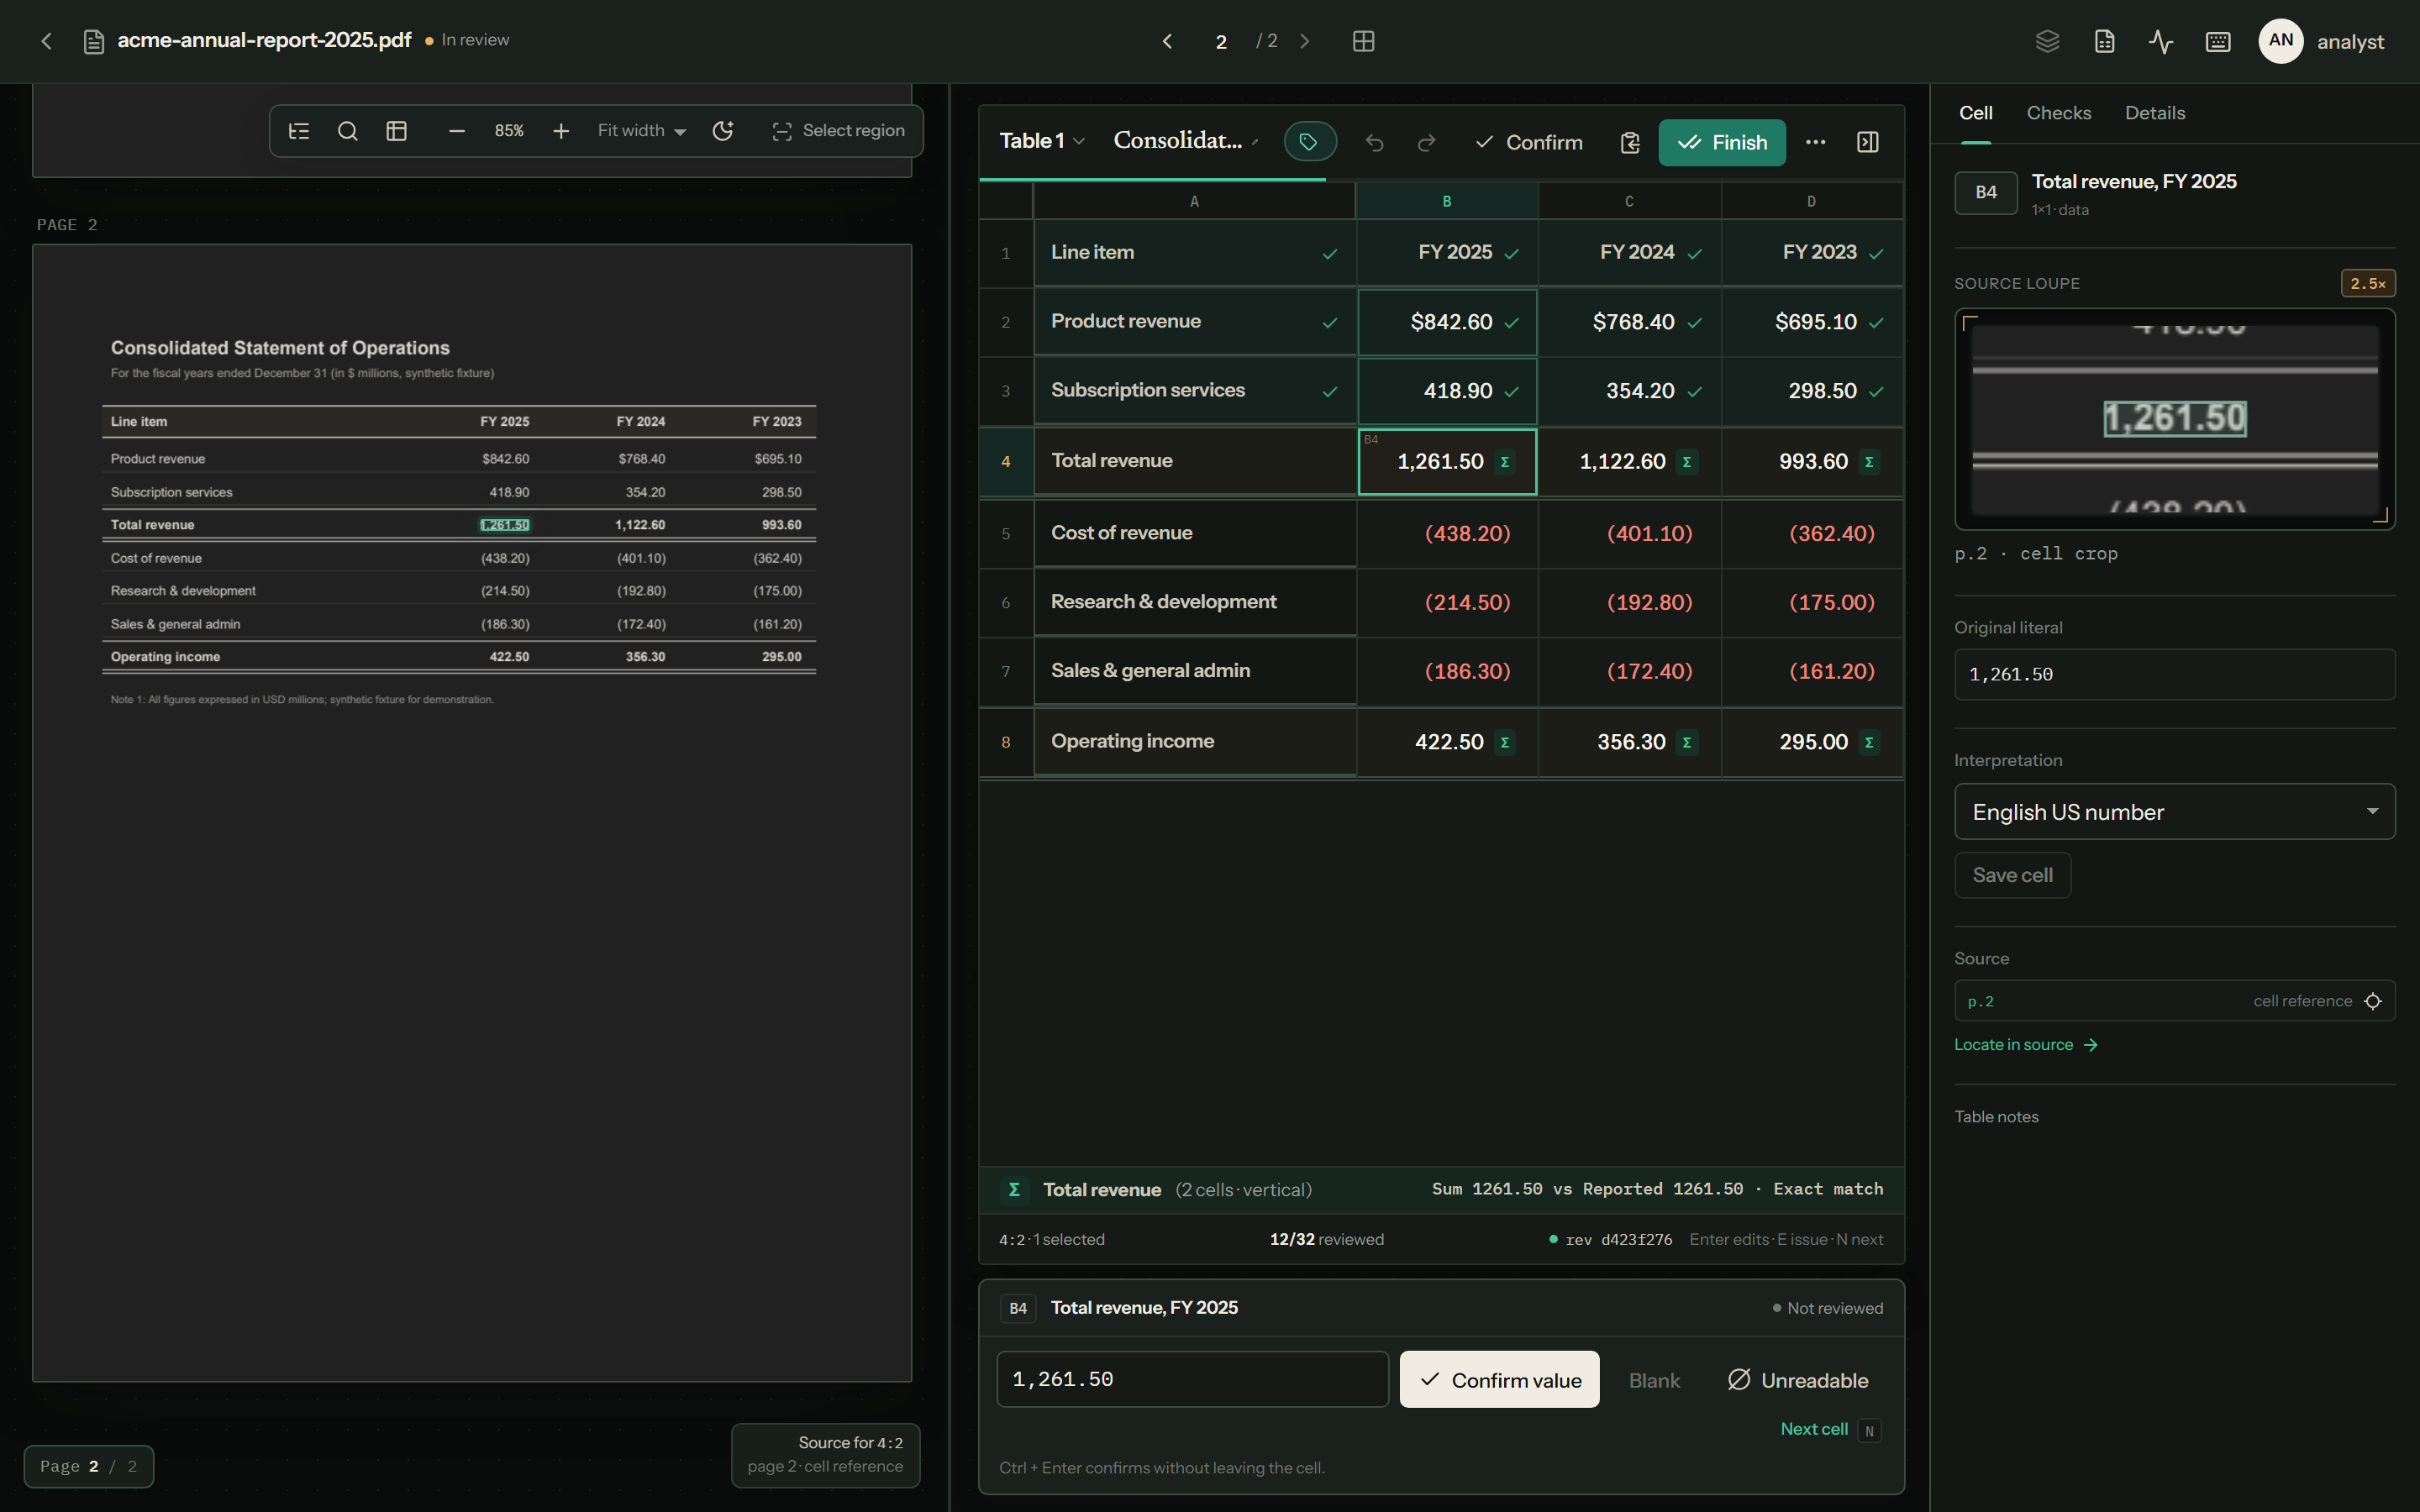 acme-annual-report-2025.pdf In review
2 / 2
AN analyst
85% Fit width Select region
PAGE 2
Consolidated Statement of Operations
For the fiscal years ended December 31 (in $ millions, synthetic fixture)
Line item FY 2025 FY 2024 FY 2023
Product revenue $842.60 $768.40 $695.10
Subscription services 418.90 354.20 298.50
Total revenue 1,261.50 1,122.60 993.60
Cost of revenue (438.20) (401.10) (362.40)
Research & development (214.50) (192.80) (175.00)
Sales & general admin (186.30) (172.40) (161.20)
Operating income 422.50 356.30 295.00
Note 1: All figures expressed in USD millions; synthetic fixture for demonstration.
Source for 4:2
page 2·cell reference
Page 2 / 2
Table 1 Consolidat... Confirm Finish
A B C D
1 Line item FY 2025 FY 2024 FY 2023
2 Product revenue $842.60 $768.40 $695.10
3 Subscription services 418.90 354.20 298.50
B4
4 Total revenue 1,261.50 Σ 1,122.60 Σ 993.60 Σ
5 Cost of revenue (438.20) (401.10) (362.40)
6 Research & development (214.50) (192.80) (175.00)
7 Sales & general admin (186.30) (172.40) (161.20)
8 Operating income 422.50 Σ 356.30 Σ 295.00 Σ
Σ Total revenue (2 cells·vertical) Sum 1261.50 vs Reported 1261.50 · Exact match
4:2·1 selected 12/32 reviewed rev d423f276 Enter edits·E issue·N next
B4 Total revenue, FY 2025 Not reviewed
1,261.50 Confirm value Blank Unreadable
Next cell N
Ctrl + Enter confirms without leaving the cell.
Cell Checks Details
B4 Total revenue, FY 2025
1×1·data
SOURCE LOUPE 2.5×
1,261.50
(438.20)
p.2 · cell crop
Original literal
1,261.50
Interpretation
English US number
Save cell
Source
p.2 cell reference
Locate in source
Table notes